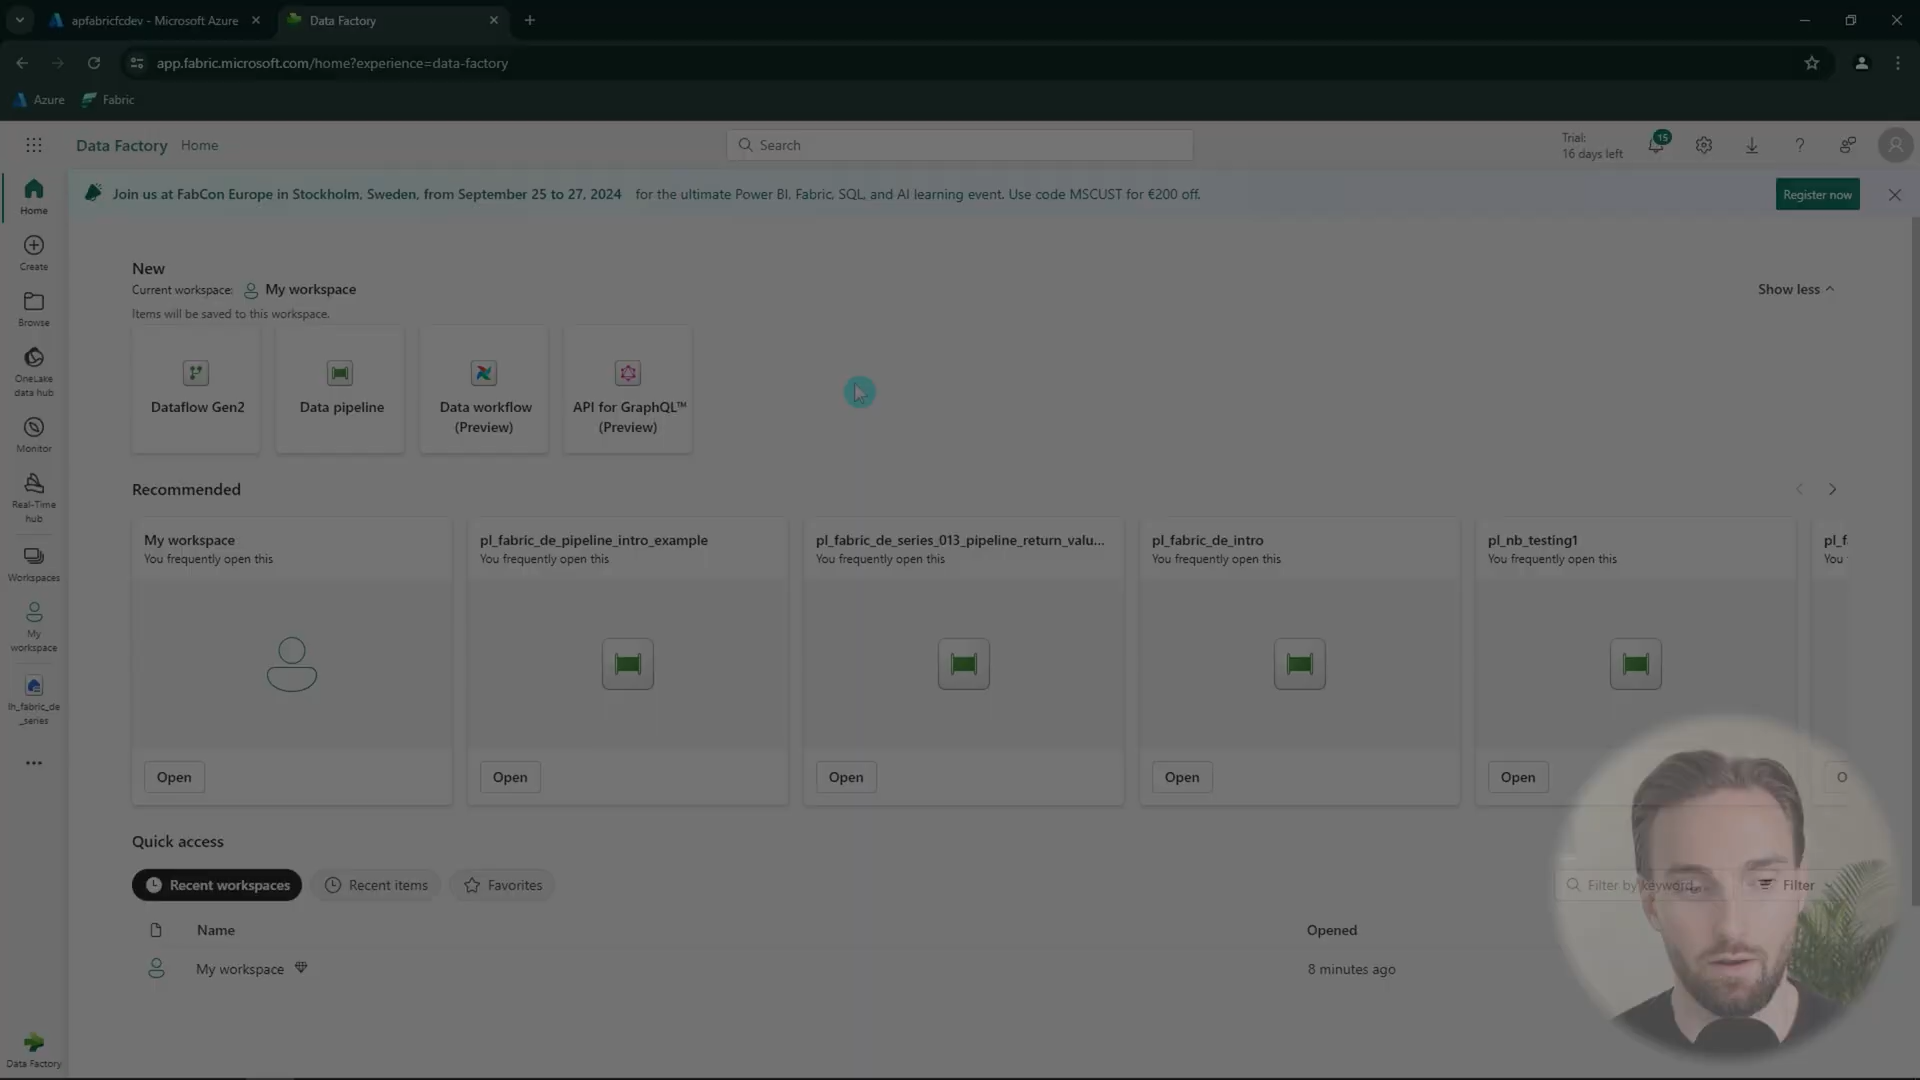 apfabricfcdev - Microsoft Azure
Data Factory
app.fabric.microsoft.com/home?experience=data-factory
Azure
Fabric
Data Factory
Home
Search
Trial:
16 days left
15
Join us at FabCon Europe in Stockholm, Sweden, from September 25 to 27, 2024 for the ultimate Power BI, Fabric, SQL, and AI learning event. Use code MSCUST for €200 off.
Register now
Home
Create
Browse
OneLake
data hub
Monitor
Real-Time
hub
Workspaces
My
workspace
lh_fabric_de
_series
Data Factory
New
Current workspace: My workspace
Show less
Items will be saved to this workspace.
Dataflow Gen2
Data pipeline
Data workflow
(Preview)
API for GraphQL™
(Preview)
Recommended
My workspace
You frequently open this
Open
pl_fabric_de_pipeline_intro_example
You frequently open this
Open
pl_fabric_de_series_013_pipeline_return_valu...
You frequently open this
Open
pl_fabric_de_intro
You frequently open this
Open
pl_nb_testing1
You frequently open this
Open
pl_f
You
O
Quick access
Recent workspaces
Recent items
Favorites
Filter by keyword
Filter
Name
Opened
My workspace
8 minutes ago